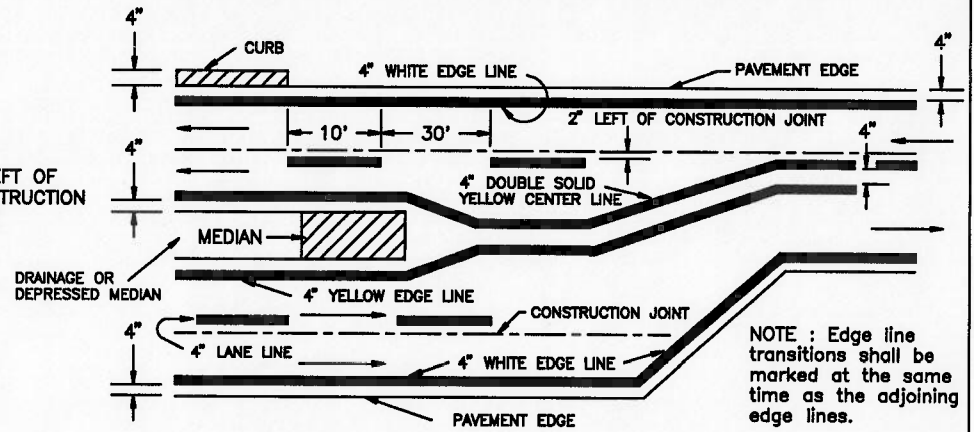 4"
CURB
4" WHITE EDGE LINE
PAVEMENT EDGE
4"
10'
30'
2" LEFT OF CONSTRUCTION JOINT
4"
4"
EFT OF
STRUCTION
4" DOUBLE SOLID
YELLOW CENTER LINE
MEDIAN
DRAINAGE OR
DEPRESSED MEDIAN
4" YELLOW EDGE LINE
CONSTRUCTION JOINT
4"
4" LANE LINE
4" WHITE EDGE LINE
PAVEMENT EDGE
NOTE : Edge line
transitions shall be
marked at the same
time as the adjoining
edge lines.